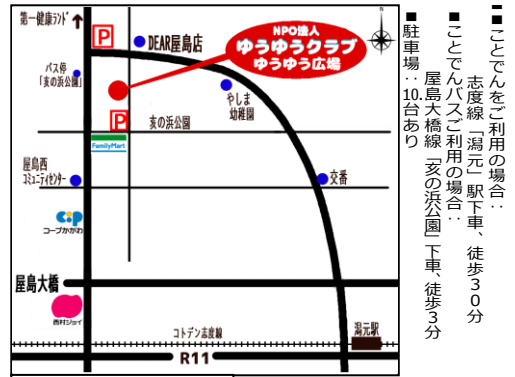 第一健康ランド
P
DEAR屋島店
NPO法人
ゆうゆうクラブ
ゆうゆう広場
バス停
「亥の浜公園」
やしま
幼稚園
P
亥の浜公園
FamilyMart
屋島西
コミュニティセンター
交番
コープかがわ
屋島大橋
西村ジョイ
コトデン志度線
潟元駅
R11
■ことでんをご利用の場合：
志度線「潟元」駅下車、徒歩30分
■ことでんバスご利用の場合：
屋島大橋線「亥の浜公園」下車、徒歩3分
■駐車場：10台あり